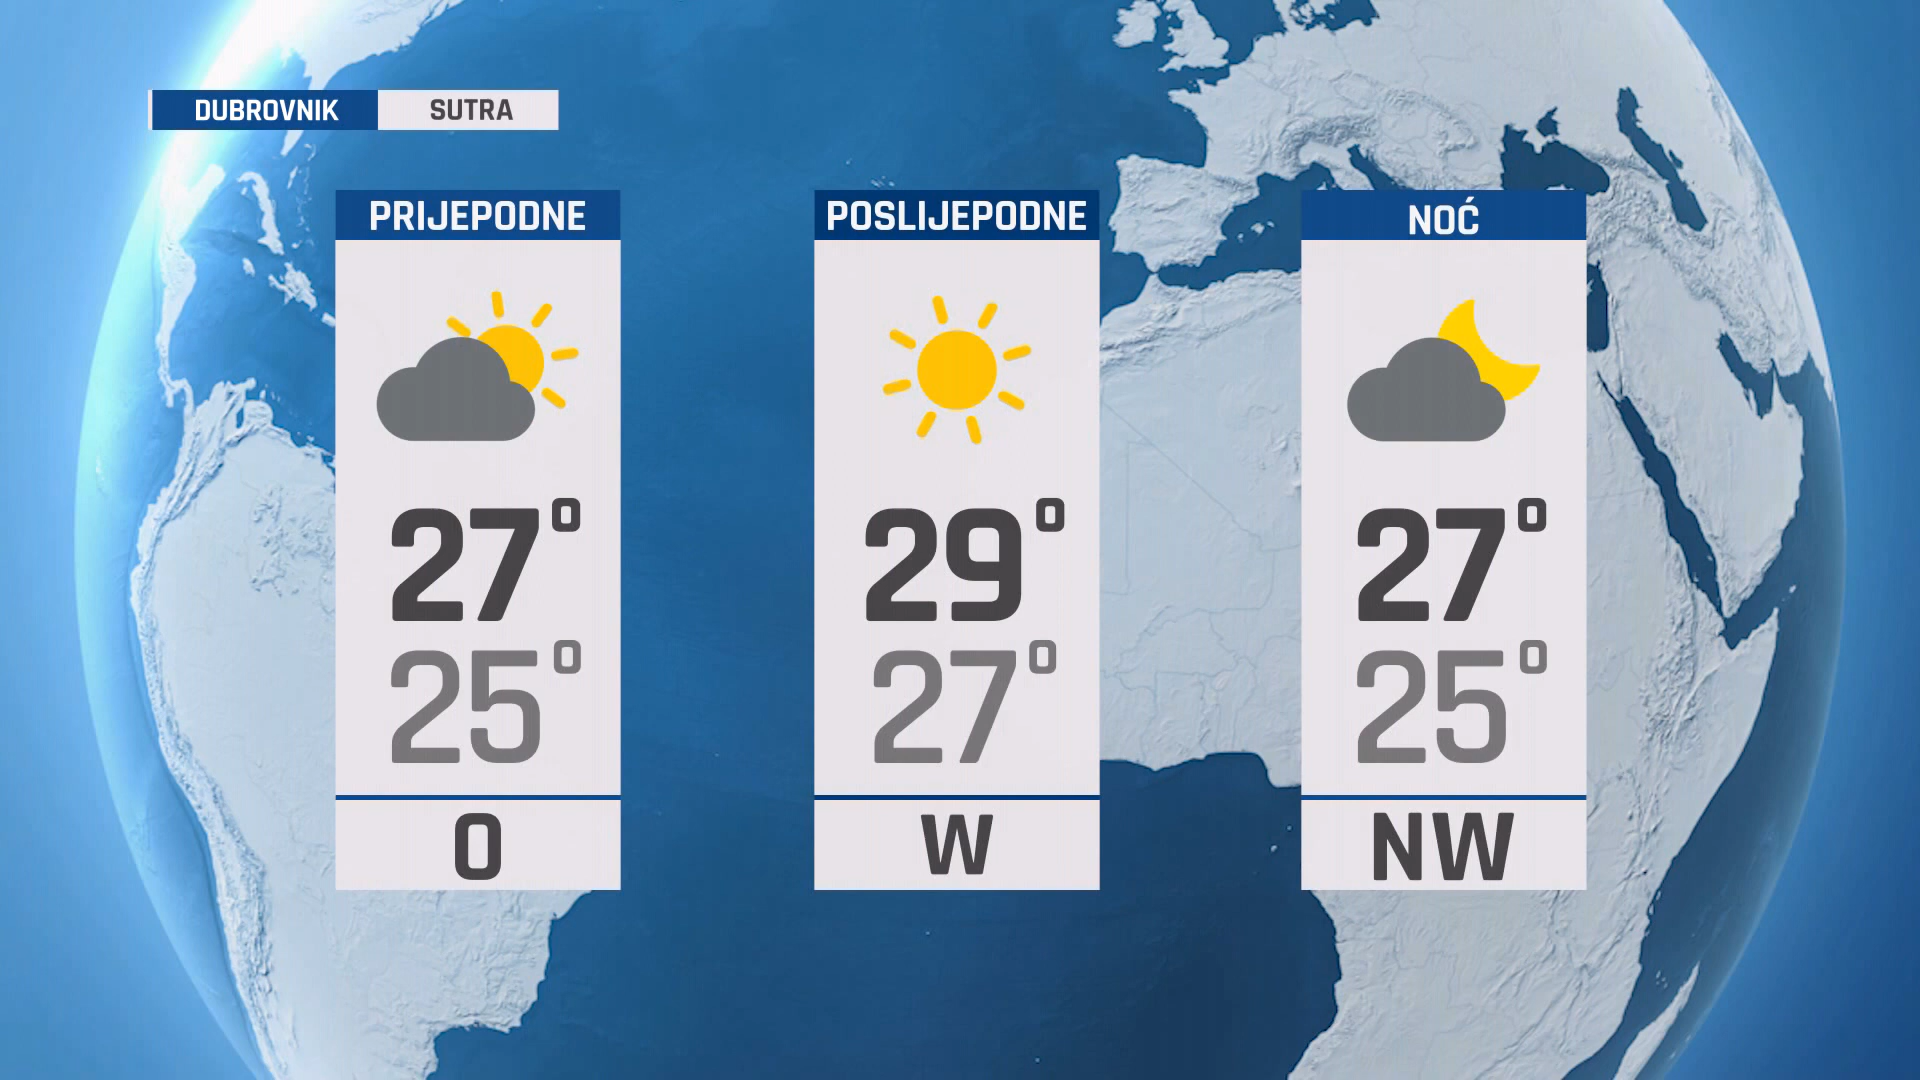 DUBROVNIK SUTRA
PRIJEPODNE
27°
25°
O
POSLIJEPODNE
29°
27°
W
NOĆ
27°
25°
NW